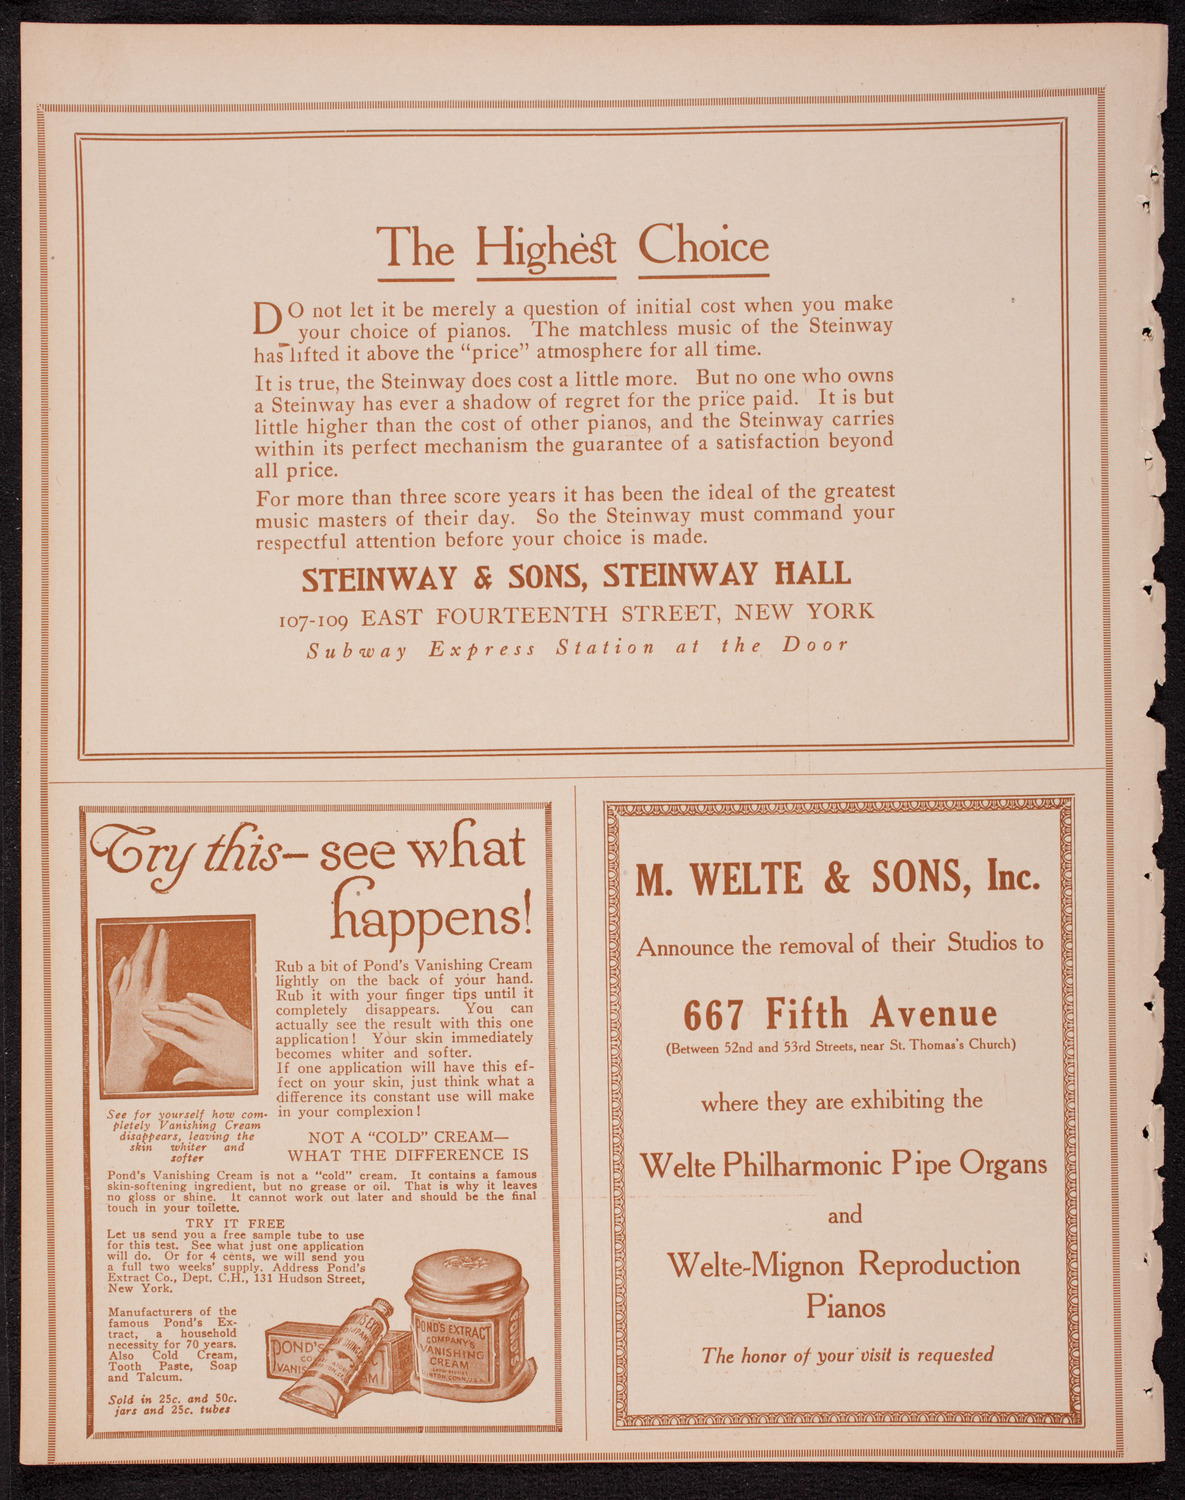 The Highest Choice
DO not let it be merely a question of initial cost when you make
your choice of pianos. The matchless music of the Steinway
has lifted it above the “price” atmosphere for all time.
It is true, the Steinway does cost a little more. But no one who owns
a Steinway has ever a shadow of regret for the price paid. It is but
little higher than the cost of other pianos, and the Steinway carries
within its perfect mechanism the guarantee of a satisfaction beyond
all price.
For more than three score years it has been the ideal of the greatest
music masters of their day. So the Steinway must command your
respectful attention before your choice is made.
STEINWAY & SONS, STEINWAY HALL
107-109 EAST FOURTEENTH STREET, NEW YORK
Subway Express Station at the Door
Try this—see what
happens!
Rub a bit of Pond's Vanishing Cream
lightly on the back of your hand.
Rub it with your finger tips until it
completely disappears. You can
actually see the result with this one
application! Your skin immediately
becomes whiter and softer.
If one application will have this ef-
fect on your skin, just think what a
difference its constant use will make
in your complexion!
See for yourself how com-
pletely Vanishing Cream
disappears, leaving the
skin whiter and
softer
NOT A “COLD” CREAM—
WHAT THE DIFFERENCE IS
Pond's Vanishing Cream is not a “cold” cream. It contains a famous
skin-softening ingredient, but no grease or oil. That is why it leaves
no gloss or shine. It cannot work out later and should be the final
touch in your toilette.
TRY IT FREE
Let us send you a free sample tube to use
for this test. See what just one application
will do. Or for 4 cents, we will send you
a full two weeks' supply. Address Pond's
Extract Co., Dept. C.H., 131 Hudson Street,
New York.
Manufacturers of the
famous Pond's Ex-
tract, a household
necessity for 70 years.
Also Cold Cream,
Tooth Paste, Soap
and Talcum.
Sold in 25c. and 50c.
jars and 25c. tubes
POND'S
POND'S EXTRACT
COMPANY'S
VANISHING
CREAM
M. WELTE & SONS, Inc.
Announce the removal of their Studios to
667 Fifth Avenue
(Between 52nd and 53rd Streets, near St. Thomas's Church)
where they are exhibiting the
Welte Philharmonic Pipe Organs
and
Welte-Mignon Reproduction
Pianos
The honor of your visit is requested